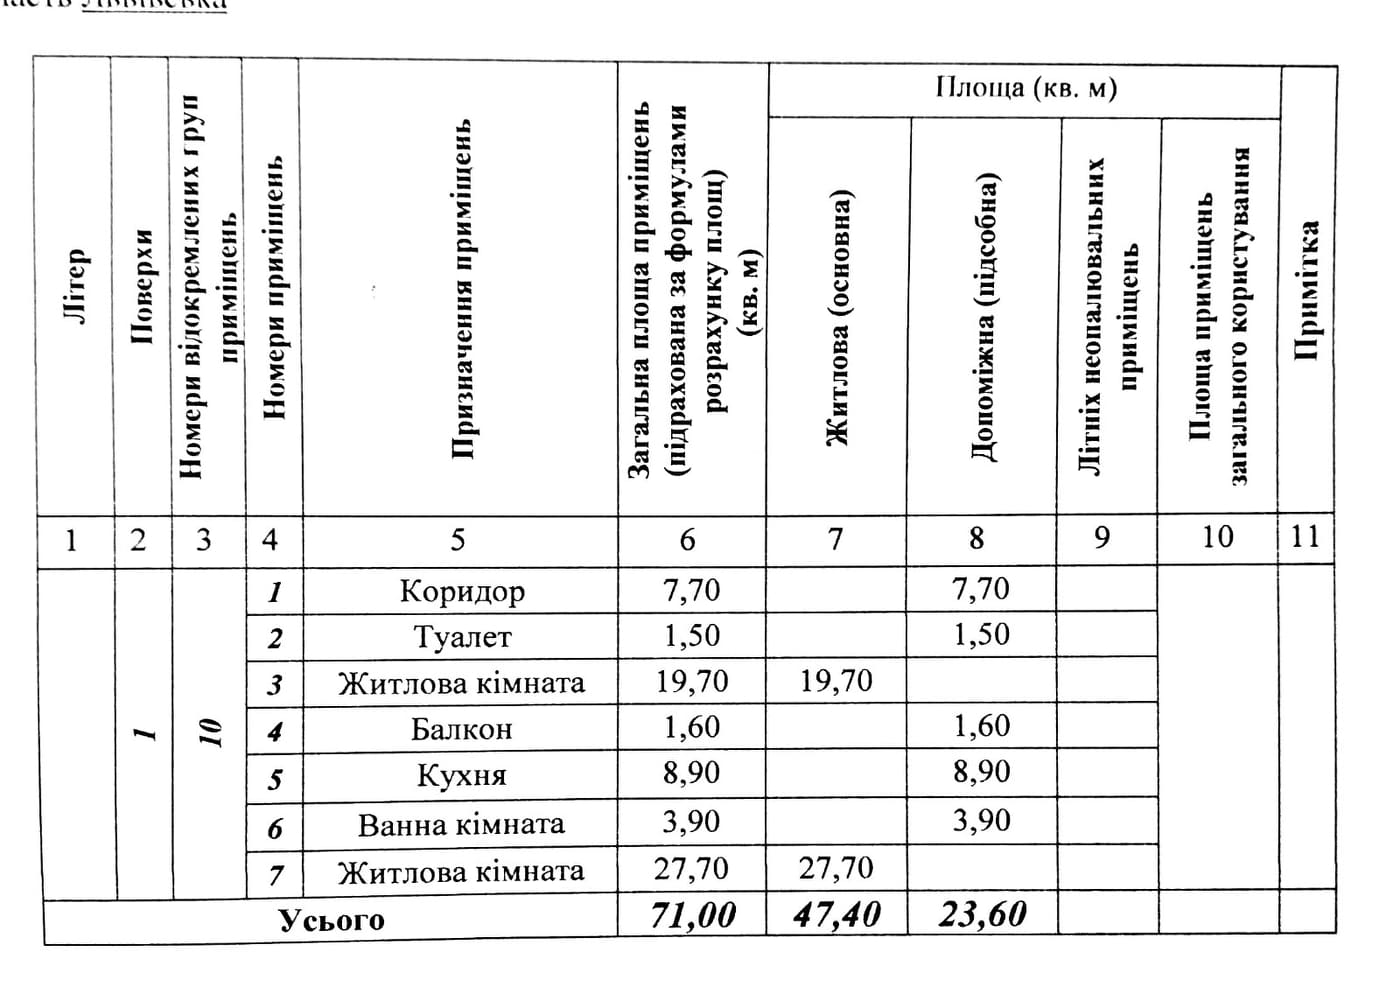 Літер
Поверхи
Номери відокремлених груп
приміщень
Номери приміщень
Призначення приміщень
Загальна площа приміщень
(підрахована за формулами
розрахунку площ)
(кв. м)
Площа (кв. м)
Житлова (основна)
Допоміжна (підсобна)
Літніх неопалювальних
приміщень
Площа приміщень
загального користування
Примітка
1 2 3 4 5 6 7 8 9 10 11
1 10
1 Коридор 7,70 7,70
2 Туалет 1,50 1,50
3 Житлова кімната 19,70 19,70
4 Балкон 1,60 1,60
5 Кухня 8,90 8,90
6 Ванна кімната 3,90 3,90
7 Житлова кімната 27,70 27,70
Усього 71,00 47,40 23,60